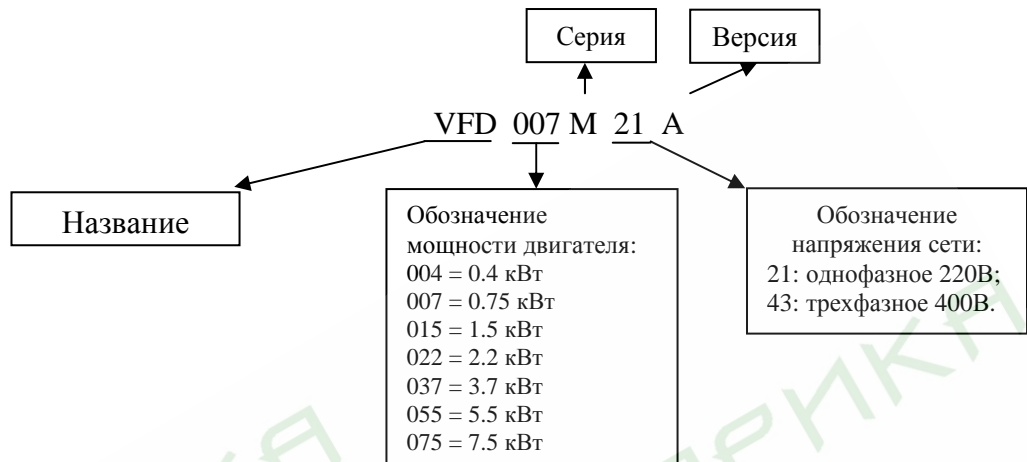 Серия
Версия
VFD 007 M 21 A
Название
Обозначение
мощности двигателя:
004 = 0.4 кВт
007 = 0.75 кВт
015 = 1.5 кВт
022 = 2.2 кВт
037 = 3.7 кВт
055 = 5.5 кВт
075 = 7.5 кВт
Обозначение
напряжения сети:
21: однофазное 220В;
43: трехфазное 400В.